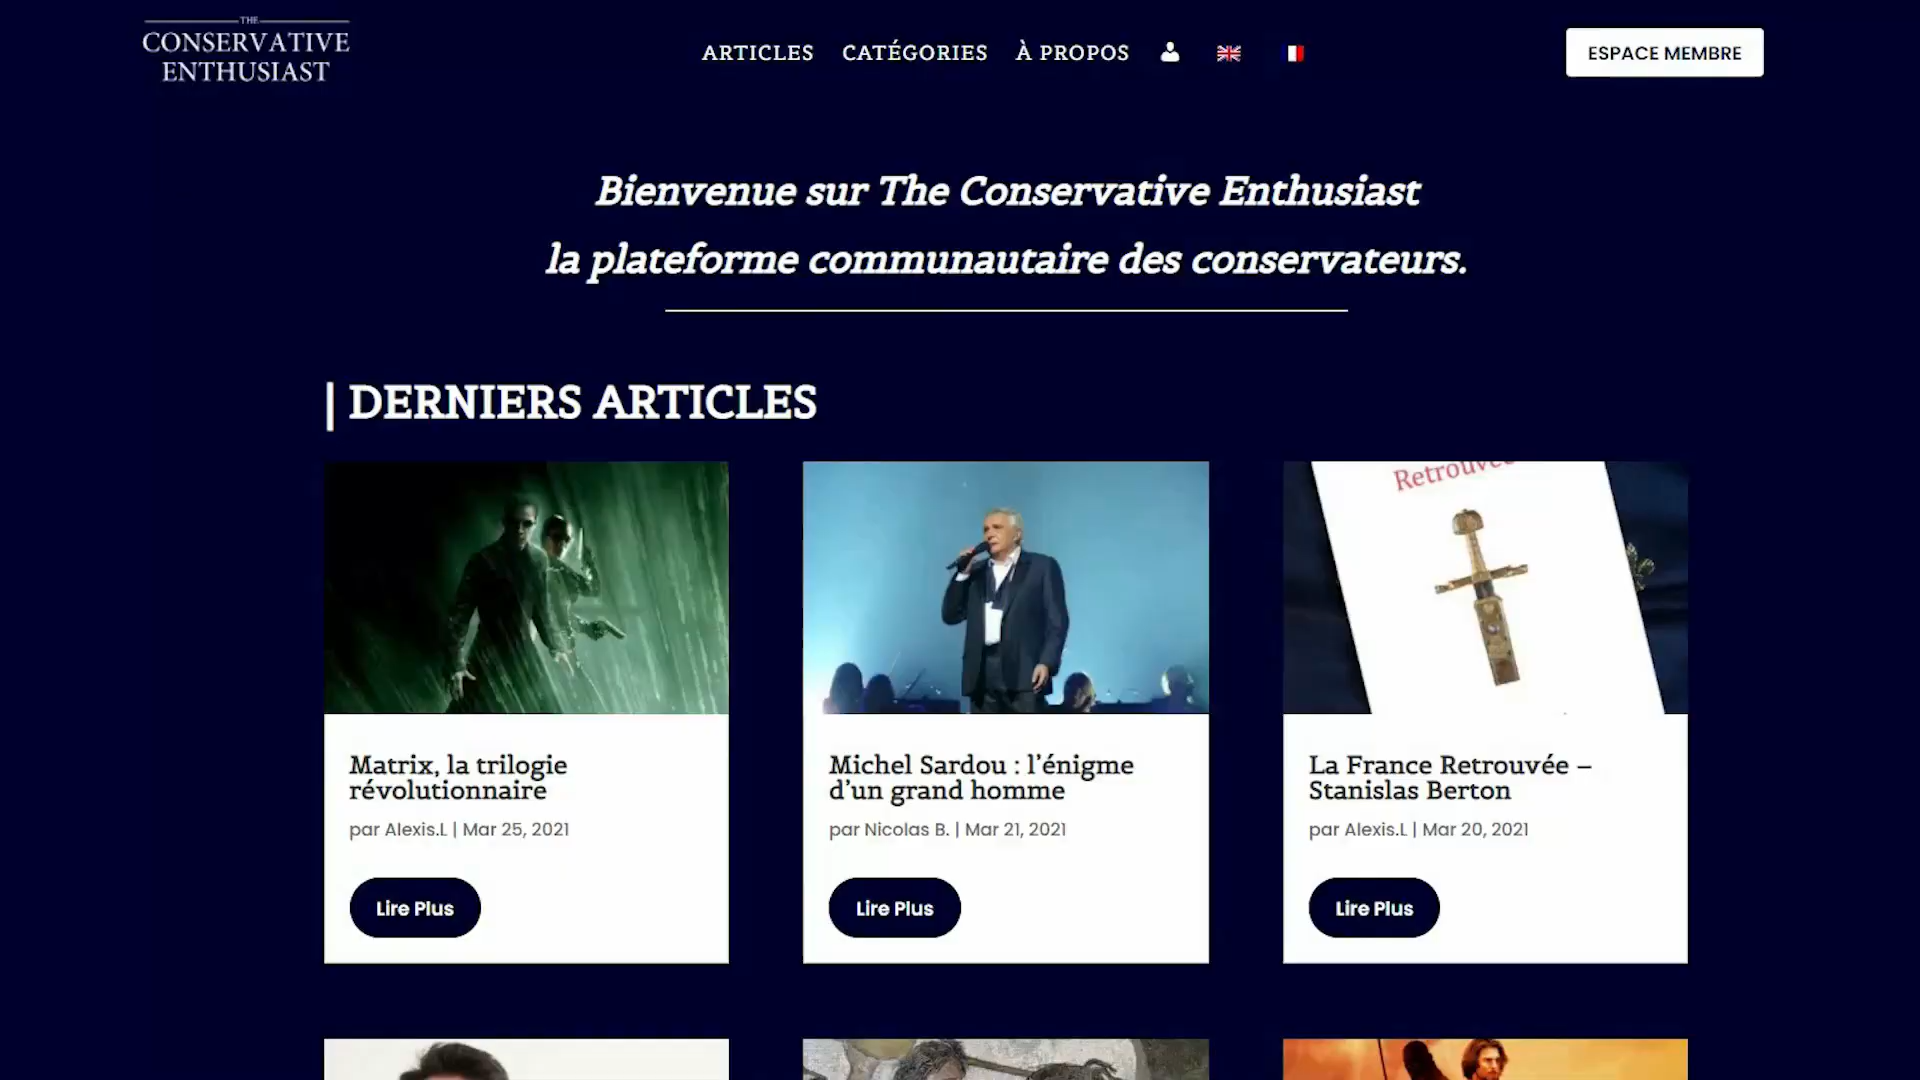 THE
CONSERVATIVE
ENTHUSIAST
ARTICLES
CATÉGORIES
À PROPOS
ESPACE MEMBRE
Bienvenue sur The Conservative Enthusiast
la plateforme communautaire des conservateurs.
| DERNIERS ARTICLES
Retrouvée
Matrix, la trilogie
révolutionnaire
par Alexis.L | Mar 25, 2021
Lire Plus
Michel Sardou : l’énigme
d’un grand homme
par Nicolas B. | Mar 21, 2021
Lire Plus
La France Retrouvée –
Stanislas Berton
par Alexis.L | Mar 20, 2021
Lire Plus